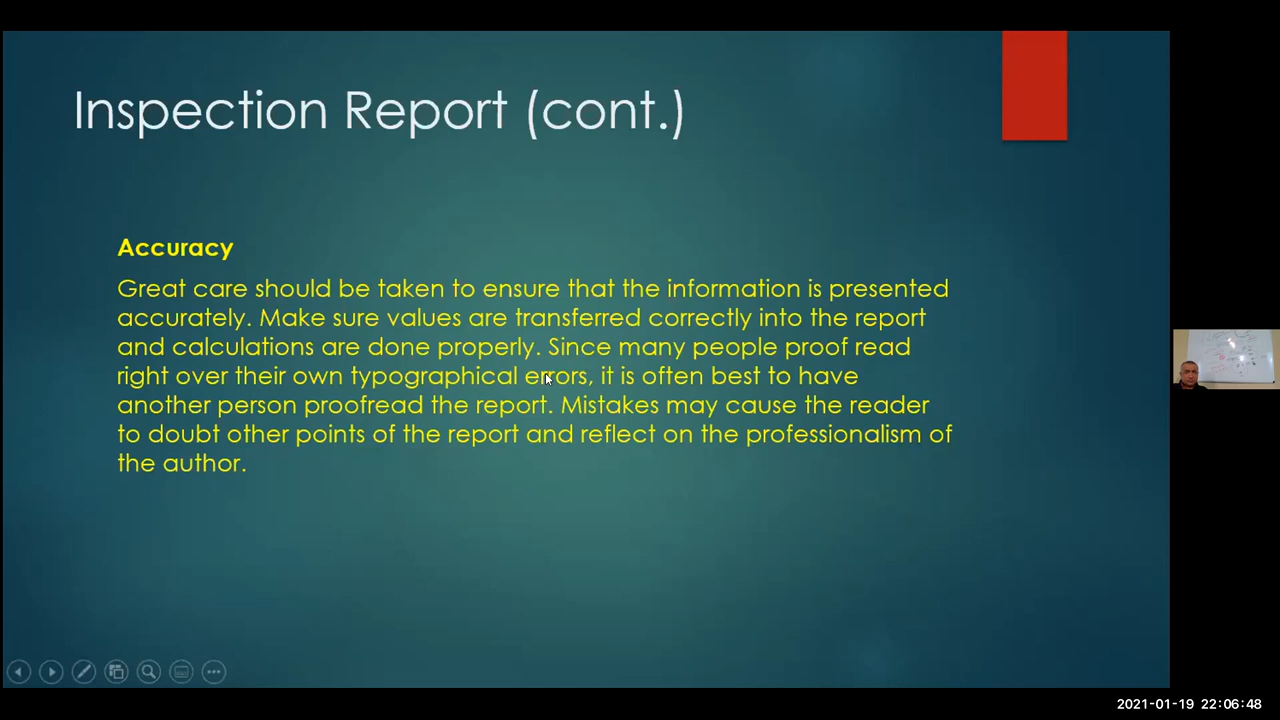 Inspection Report (cont.)
Accuracy
Great care should be taken to ensure that the information is presented
accurately. Make sure values are transferred correctly into the report
and calculations are done properly. Since many people proof read
right over their own typographical errors, it is often best to have
another person proofread the report. Mistakes may cause the reader
to doubt other points of the report and reflect on the professionalism of
the author.
2021-01-19 22:06:48